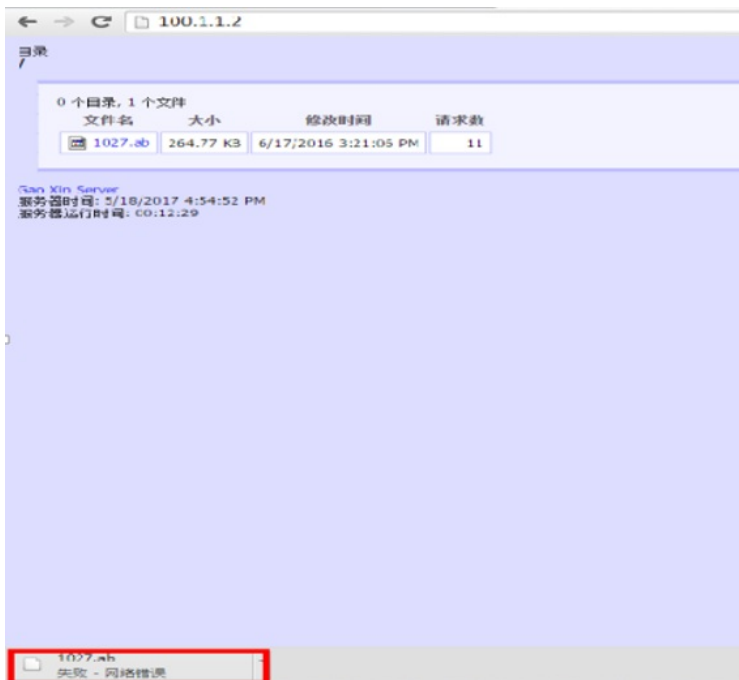 100.1.1.2
目录
/
0 个目录, 1 个文件
文件名 大小 修改时间 请求数
1027.ab 264.77 KB 6/17/2016 3:21:05 PM 11
Gao Xin Server
服务器时间: 5/18/2017 4:54:52 PM
服务器运行时间: 00:12:29
1027.ab
失败 - 网络错误